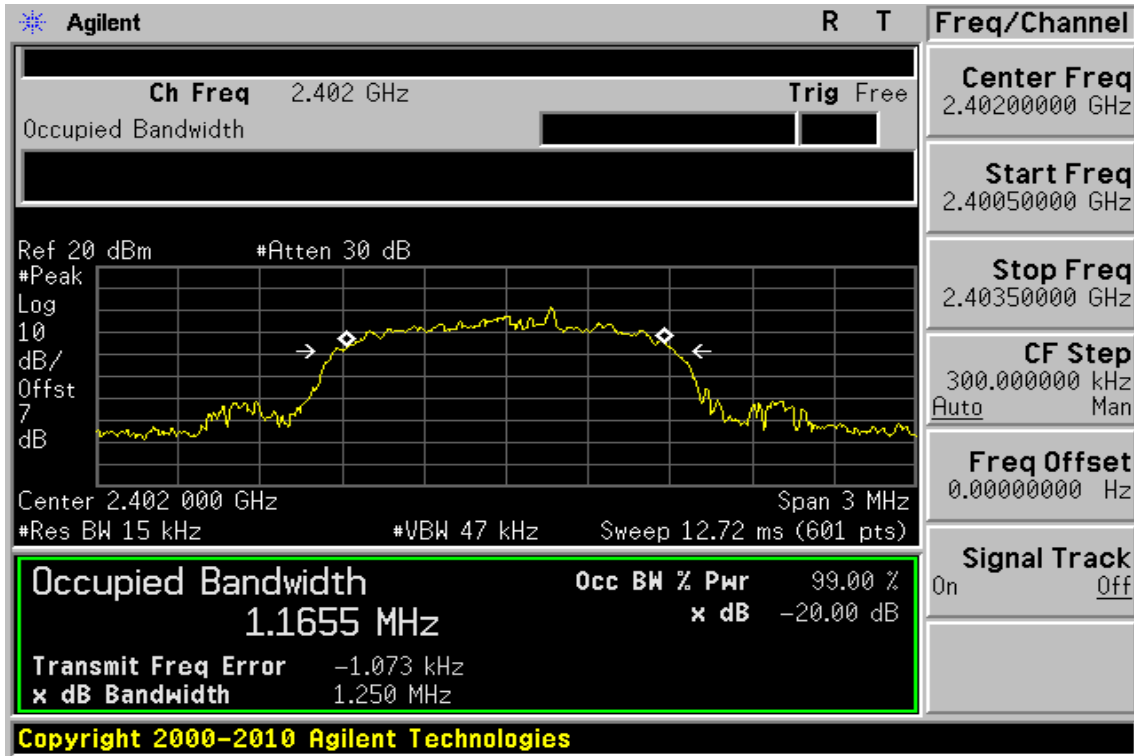 Agilent R T
Ch Freq 2.402 GHz Trig Free
Occupied Bandwidth
Ref 20 dBm #Atten 30 dB
#Peak
Log
10
dB/
Offst
7
dB
Center 2.402 000 GHz Span 3 MHz
#Res BW 15 kHz #VBW 47 kHz Sweep 12.72 ms (601 pts)
Occupied Bandwidth
1.1655 MHz
Occ BW % Pwr 99.00 %
x dB -20.00 dB
Transmit Freq Error -1.073 kHz
x dB Bandwidth 1.250 MHz
Copyright 2000-2010 Agilent Technologies
Freq/Channel
Center Freq
2.40200000 GHz
Start Freq
2.40050000 GHz
Stop Freq
2.40350000 GHz
CF Step
300.000000 kHz
Auto Man
Freq Offset
0.00000000 Hz
Signal Track
On Off